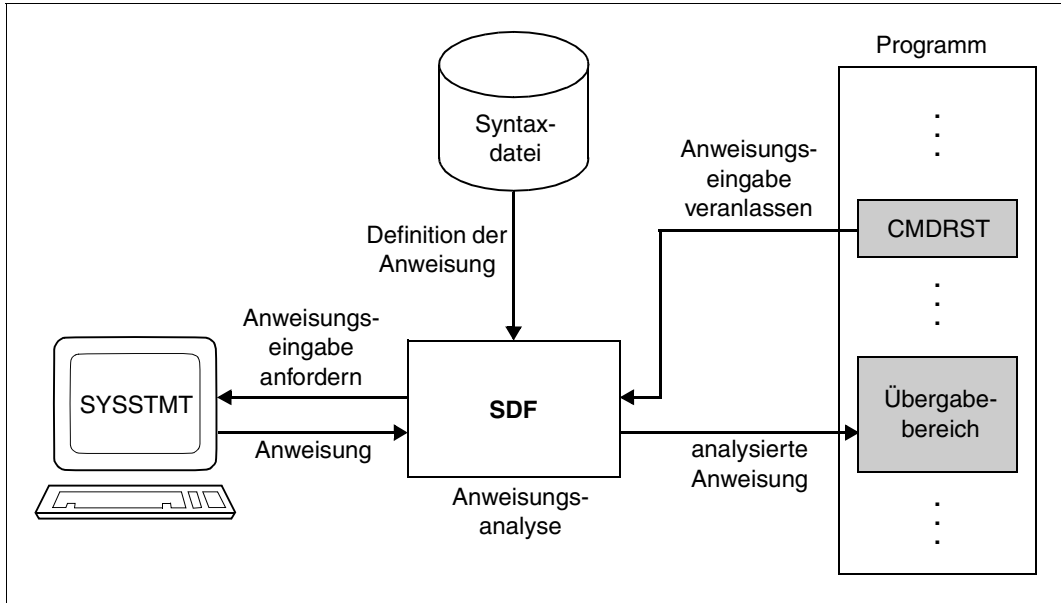 Programm
Syntax-
datei
Anweisungs-
eingabe
veranlassen
CMDRST
Definition der
Anweisung
Anweisungs-
eingabe
anfordern
SYSSTMT
SDF
Übergabe-
bereich
Anweisung
analysierte
Anweisung
Anweisungs-
analyse